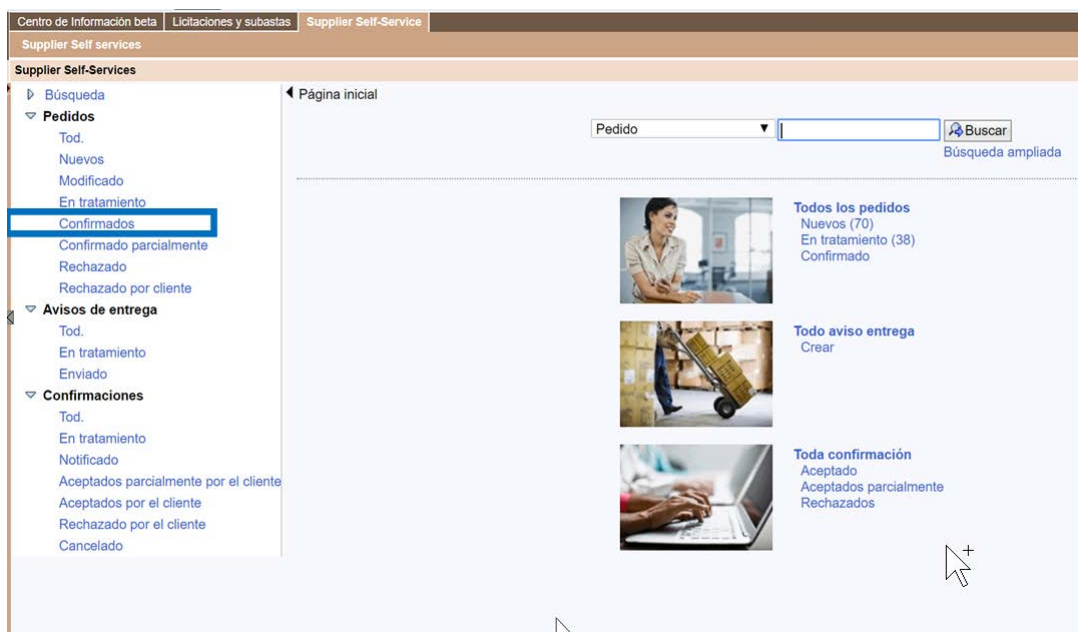 Centro de Información beta Licitaciones y subastas Supplier Self-Service
Supplier Self services
Supplier Self-Services
Búsqueda
Pedidos
Tod.
Nuevos
Modificado
En tratamiento
Confirmados
Confirmado parcialmente
Rechazado
Rechazado por cliente
Avisos de entrega
Tod.
En tratamiento
Enviado
Confirmaciones
Tod.
En tratamiento
Notificado
Aceptados parcialmente por el cliente
Aceptados por el cliente
Rechazado por el cliente
Cancelado
Página inicial
Pedido Buscar
Búsqueda ampliada
Todos los pedidos
Nuevos (70)
En tratamiento (38)
Confirmado
Todo aviso entrega
Crear
Toda confirmación
Aceptado
Aceptados parcialmente
Rechazados